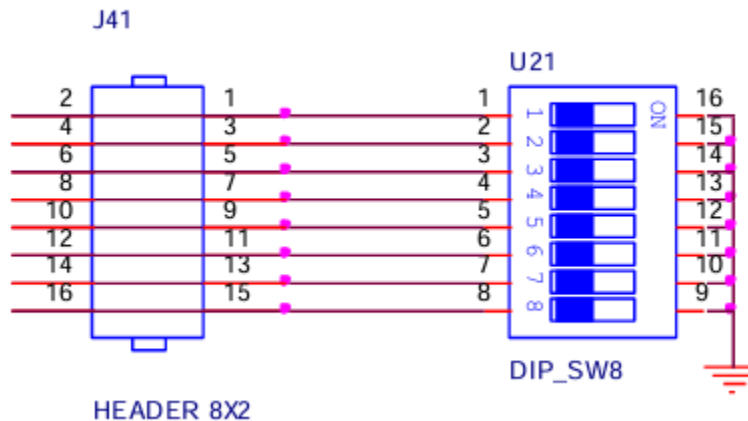 J41
U21
2 1 1 16
4 3 2 15
6 5 3 14
8 7 4 13
10 9 5 12
12 11 6 11
14 13 7 10
16 15 8 9
1
2
3
4
5
6
7
8
ON
DIP_SW8
HEADER 8X2